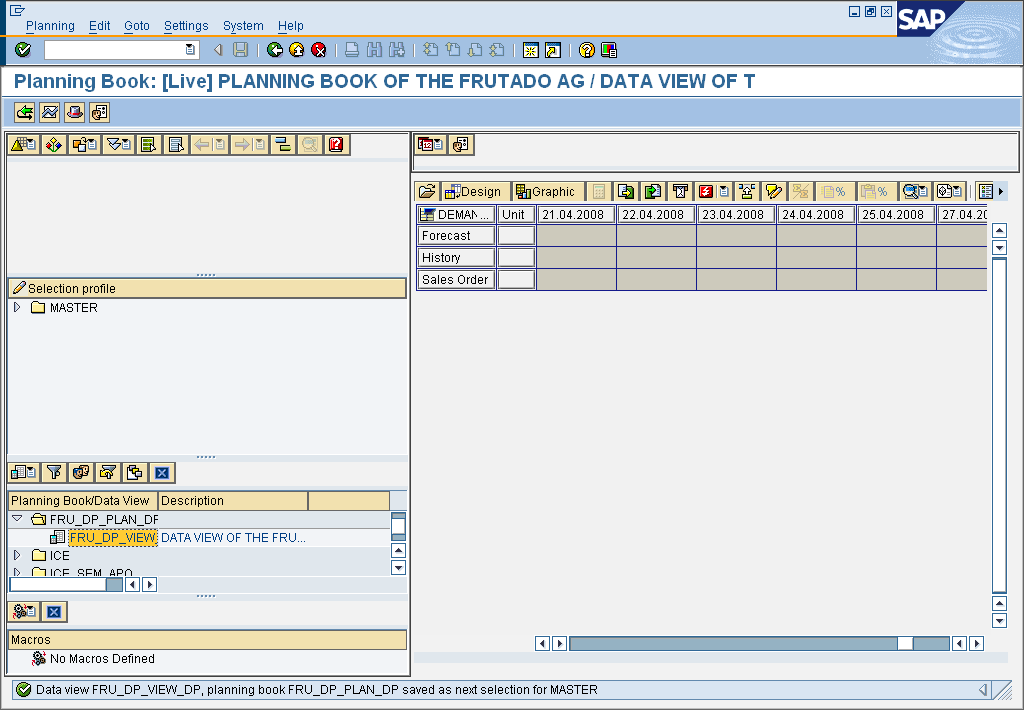 Planning Edit Goto Settings System Help
SAP
Planning Book: [Live] PLANNING BOOK OF THE FRUTADO AG / DATA VIEW OF T
Design Graphic
DEMAN... Unit 21.04.2008 22.04.2008 23.04.2008 24.04.2008 25.04.2008 27.04.20
Forecast
History
Sales Order
Selection profile
MASTER
Planning Book/Data View Description
FRU_DP_PLAN_DP
FRU_DP_VIEW DATA VIEW OF THE FRU...
ICE
ICE_SEM_APO
Macros
No Macros Defined
Data view FRU_DP_VIEW_DP, planning book FRU_DP_PLAN_DP saved as next selection for MASTER